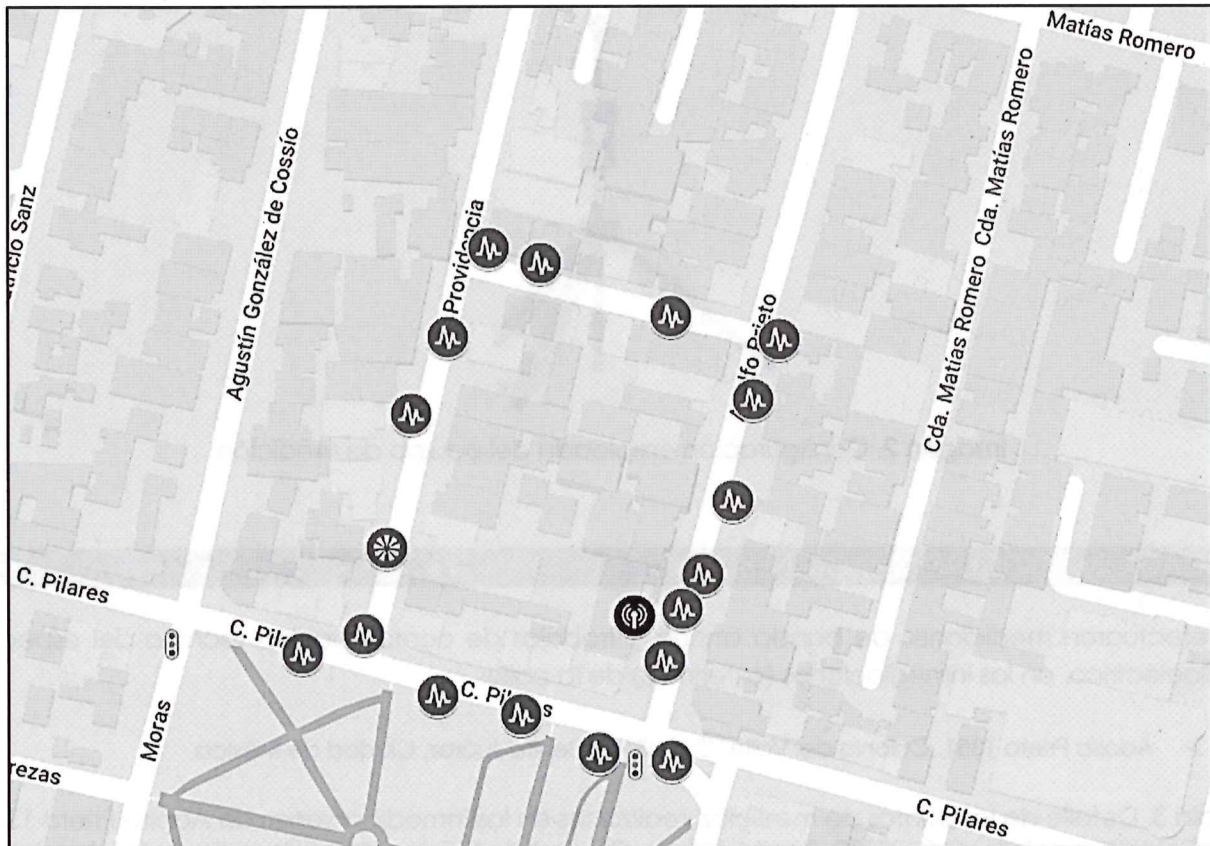 Matías Romero
Agustín González de Cossío
Providencia
Cda. Matías Romero Cda. Matías Romero
C. Pilares
C. Pilares
C. Pilares
Moras
C. Pilares